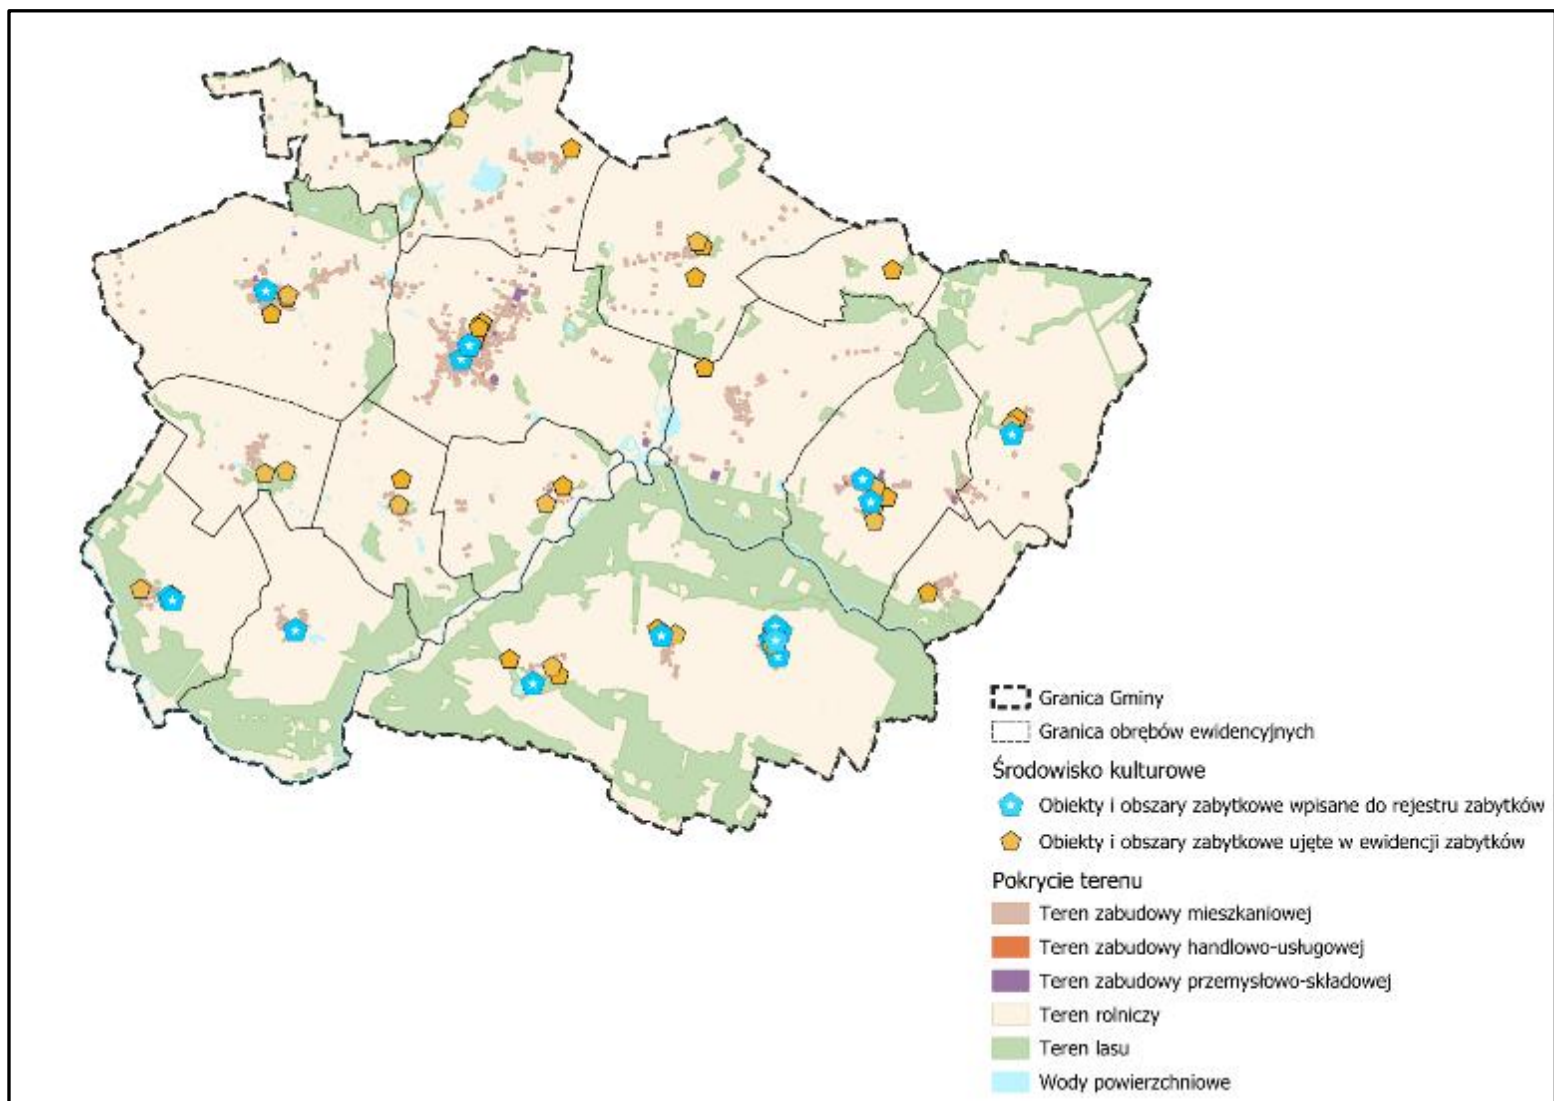 Granica Gminy
Granica obrębów ewidencyjnych
Środowisko kulturowe
Obiekty i obszary zabytkowe wpisane do rejestru zabytków
Obiekty i obszary zabytkowe ujęte w ewidencji zabytków
Pokrycie terenu
Teren zabudowy mieszkaniowej
Teren zabudowy handlowo-usługowej
Teren zabudowy przemysłowo-składowej
Teren rolniczy
Teren lasu
Wody powierzchniowe